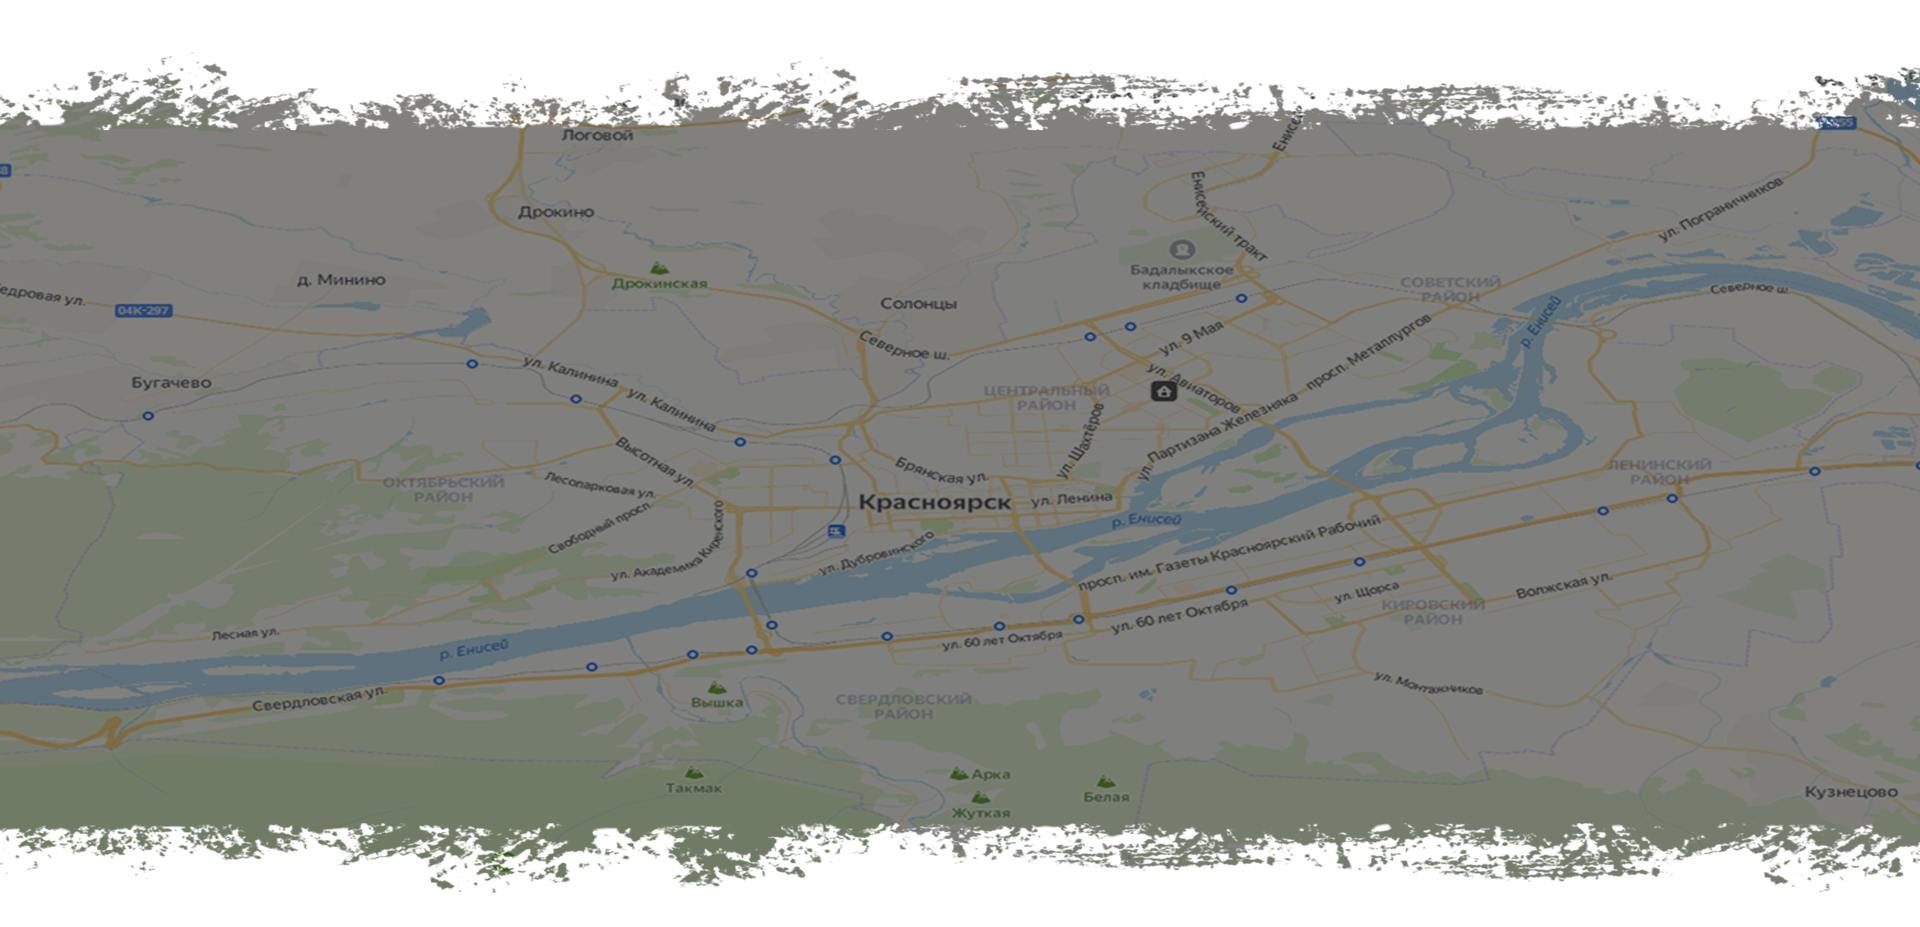 Логовой
Енисейский тракт
ул. Пограничников
Дрокино
Бадалыкское
кладбище
д. Минино
Дрокинская
СОВЕТСКИЙ
РАЙОН
Северное ш.
04К-297
Солонцы
р. Енисей
ул. 9 Мая
просп. Металлургов
Северное ш.
ул. Калинина
Бугачево
ул. Авиаторов
ЦЕНТРАЛЬНЫЙ
РАЙОН
ул. Калинина
ул. Шахтёров
ул. Партизана Железняка
Высотная ул.
Брянская ул.
ЛЕНИНСКИЙ
РАЙОН
ОКТЯБРЬСКИЙ
РАЙОН
Лесопарковая ул.
Красноярск
ул. Ленина
Свободный просп.
р. Енисей
ул. Академика Киренского
ул. Дубровинского
просп. им. Газеты Красноярский Рабочий
ул. Щорса
Волжская ул.
КИРОВСКИЙ
РАЙОН
ул. 60 лет Октября
Лесная ул.
р. Енисей
ул. 60 лет Октября
ул. Монтажников
Свердловская ул.
Вышка
СВЕРДЛОВСКИЙ
РАЙОН
Такмак
Арка
Жуткая
Белая
Кузнецово